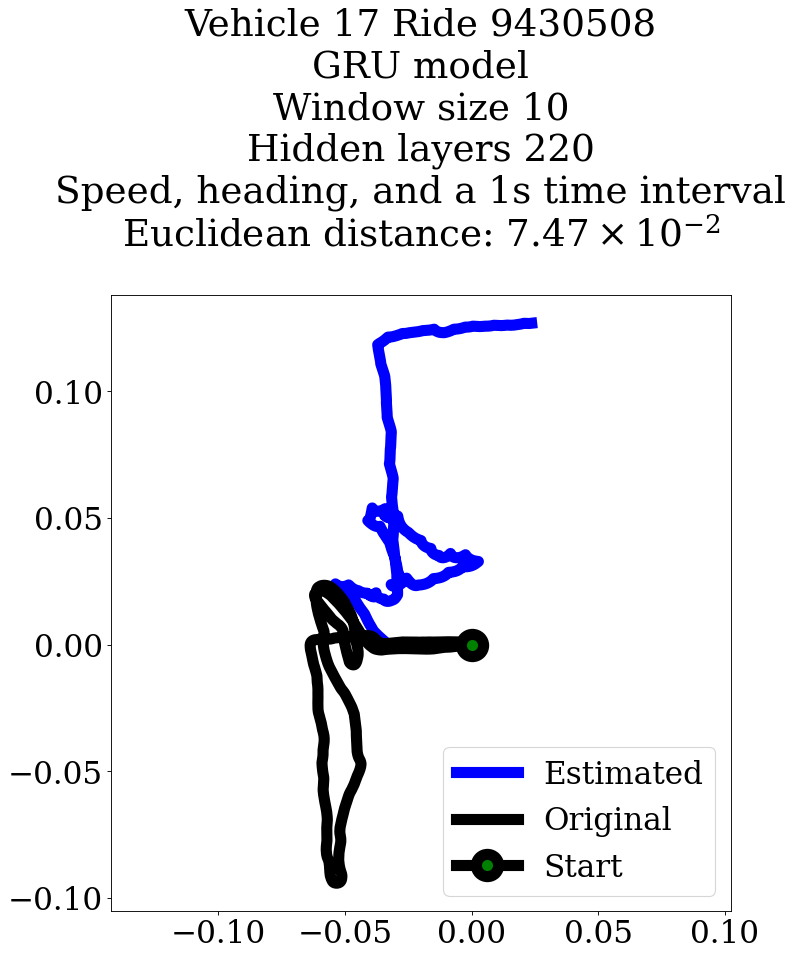 Vehicle 17 Ride 9430508
GRU model
Window size 10
Hidden layers 220
Speed, heading, and a 1s time interval
Euclidean distance: 7.47 × 10⁻²
0.10
0.05
0.00
−0.05
−0.10
Estimated
Original
Start
−0.10 −0.05 0.00 0.05 0.10